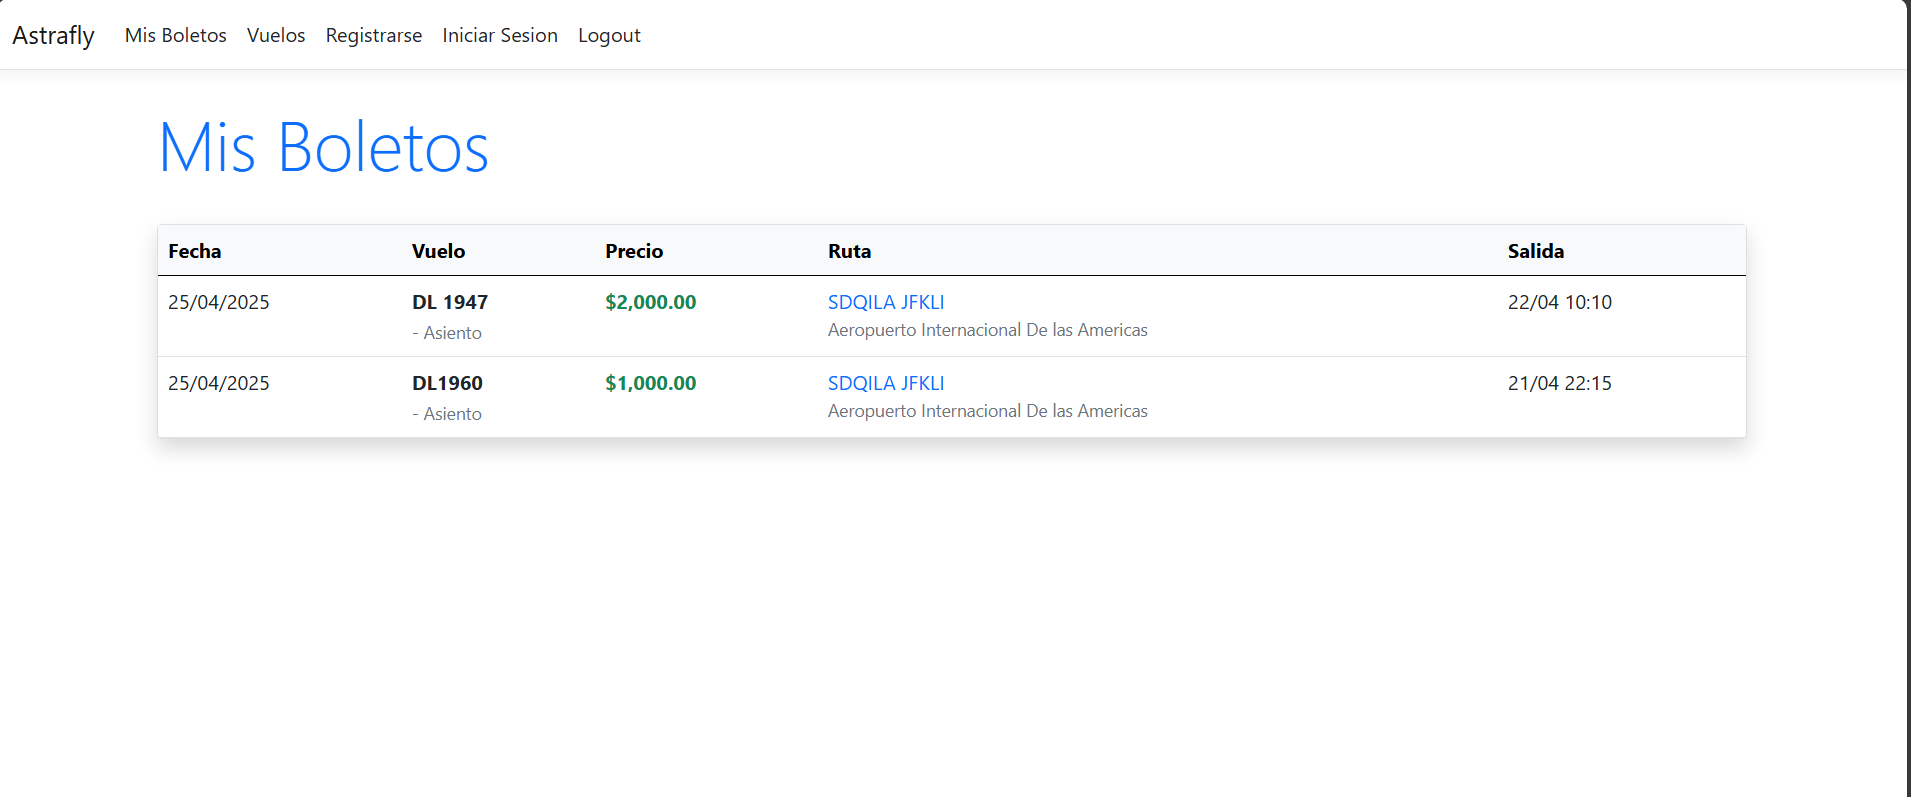 Astrafly Mis Boletos Vuelos Registrarse Iniciar Sesion Logout
Mis Boletos
Fecha Vuelo Precio Ruta Salida
25/04/2025 DL 1947 $2,000.00 SDQILA JFKLI 22/04 10:10
- Asiento Aeropuerto Internacional De las Americas
25/04/2025 DL1960 $1,000.00 SDQILA JFKLI 21/04 22:15
- Asiento Aeropuerto Internacional De las Americas